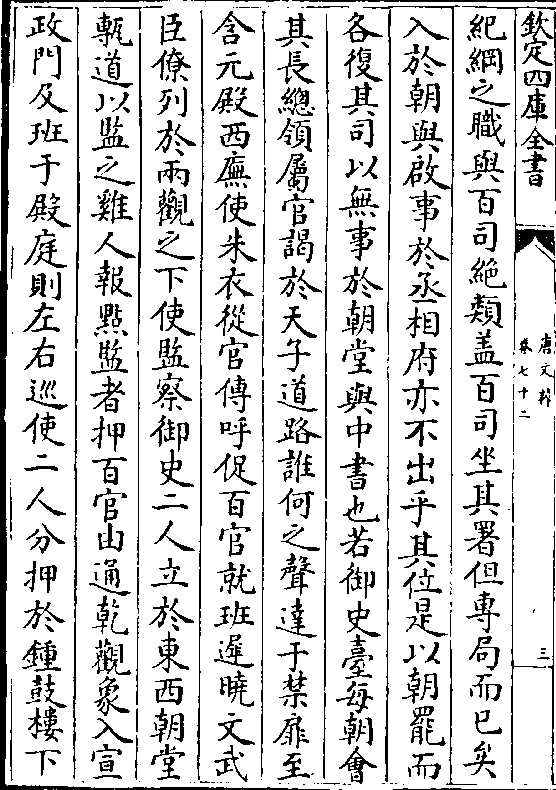 欽定四庫全書
唐文粹
卷七十二
三
紀綱之職與百司絶類盖百司坐其署但専局而已矣
入於朝與啟事於丞相府亦不出乎其位是以朝罷而
各復其司以無事於朝堂與中書也若御史臺每朝會
其長總領屬官謁於天子道路誰何之聲達于禁扉至
含元殿西廡使朱衣從官傳呼促百官就班遲曉文武
臣僚列於兩觀之下使監察御史二人立於東西朝堂
甎道以監之雞人報㸃監者押百官由通乾觀象入宣
政門及班于殿庭則左右巡使二人分押於鍾鼓樓下